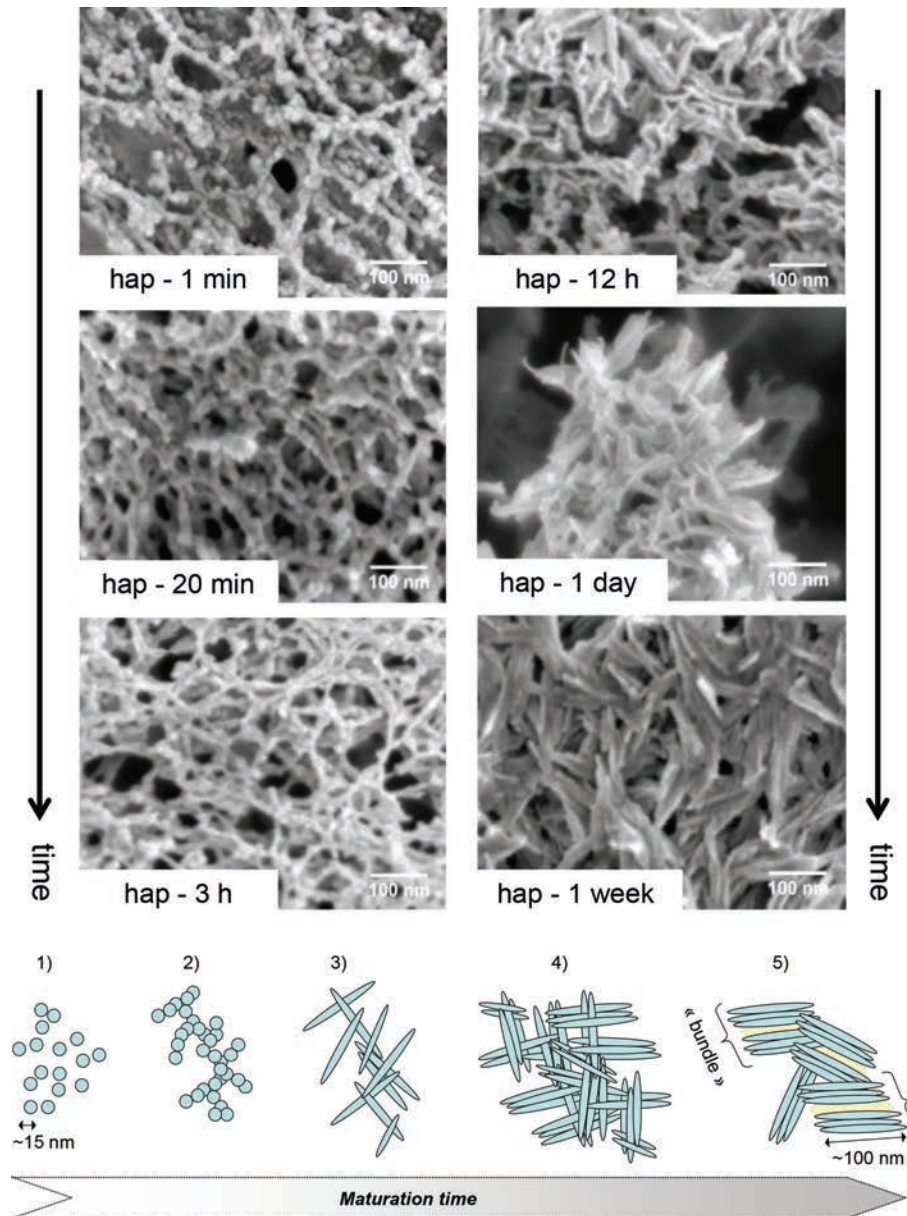 100 nm
hap - 1 min
100 nm
hap - 12 h
100 nm
hap - 20 min
100 nm
hap - 1 day
100 nm
hap - 3 h
100 nm
hap - 1 week
time
time
1)
2)
3)
4)
5)
« bundle »
~15 nm
~100 nm
Maturation time